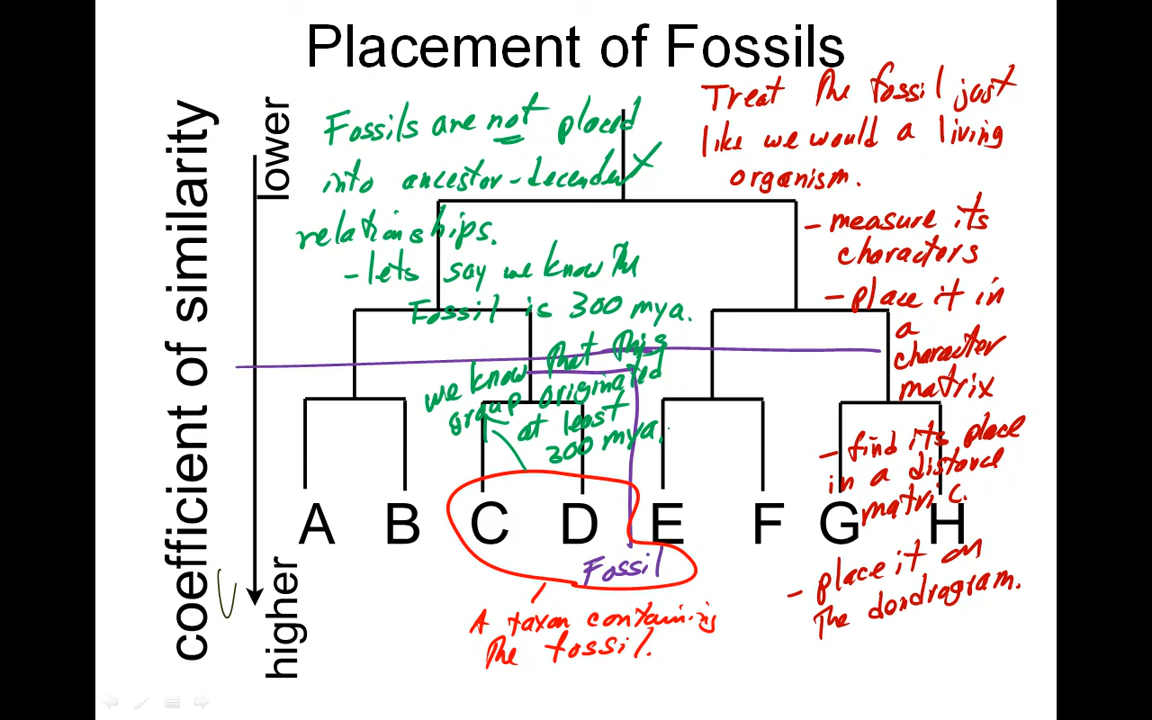 Placement of Fossils
coefficient of similarity
lower
higher
Fossils are not placed
into ancestor-decendent
relationships.
- lets say we know the
Fossil is 300 mya.
we know that this
group originated
at least
300 mya.
Treat the fossil just
like we would a living
organism.
- measure its
characters
- place it in
a
character
matrix
- find its place
in a distance
matric.
- place it on
the dondrogram.
A B C D E F G H
Fossil
A taxon containing
the fossil.